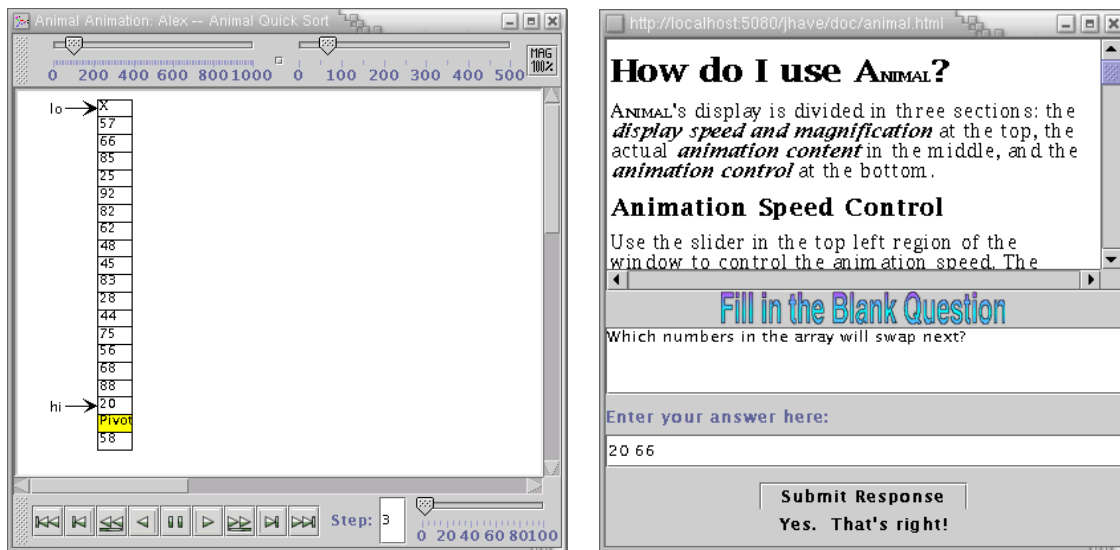 Animal Animation: Alex -- Animal Quick Sort
0 200 400 600 800 1000
0 100 200 300 400 500
MAG
100%
lo
X
57
66
85
25
92
82
62
48
45
83
28
44
75
56
68
88
hi
20
Pivot
58
Step: 3
0 20 40 60 80 100
http://localhost:5080/jhave/doc/animal.html
How do I use ANIMAL?
ANIMAL's display is divided in three sections: the
display speed and magnification at the top, the
actual animation content in the middle, and the
animation control at the bottom.
Animation Speed Control
Use the slider in the top left region of the
window to control the animation speed. The
Fill in the Blank Question
Which numbers in the array will swap next?
Enter your answer here:
20 66
Submit Response
Yes. That's right!